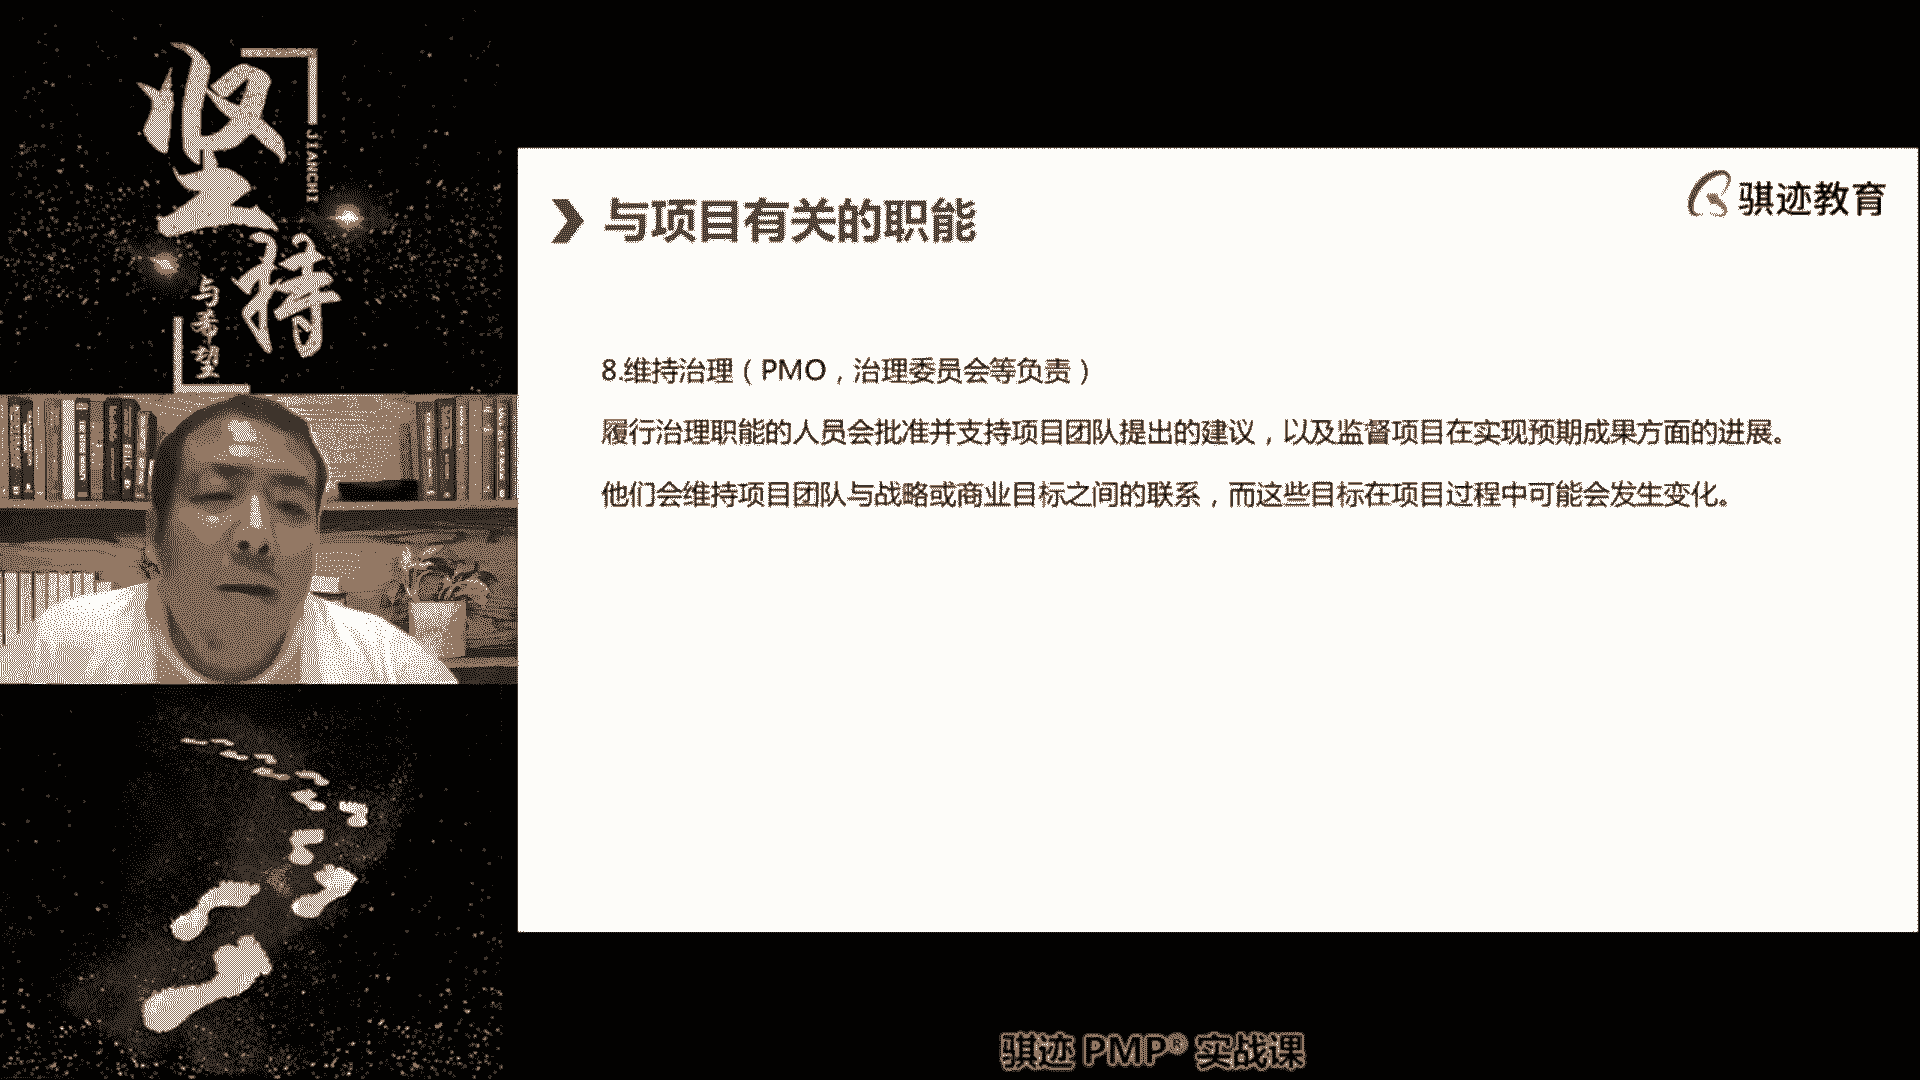 坚持
JIANCHI
与希望
骐迹教育
与项目有关的职能
8.维持治理（PMO，治理委员会等负责）
履行治理职能的人员会批准并支持项目团队提出的建议，以及监督项目在实现预期成果方面的进展。
他们会维持项目团队与战略或商业目标之间的联系，而这些目标在项目过程中可能会发生变化。
骐迹 PMP® 实战课